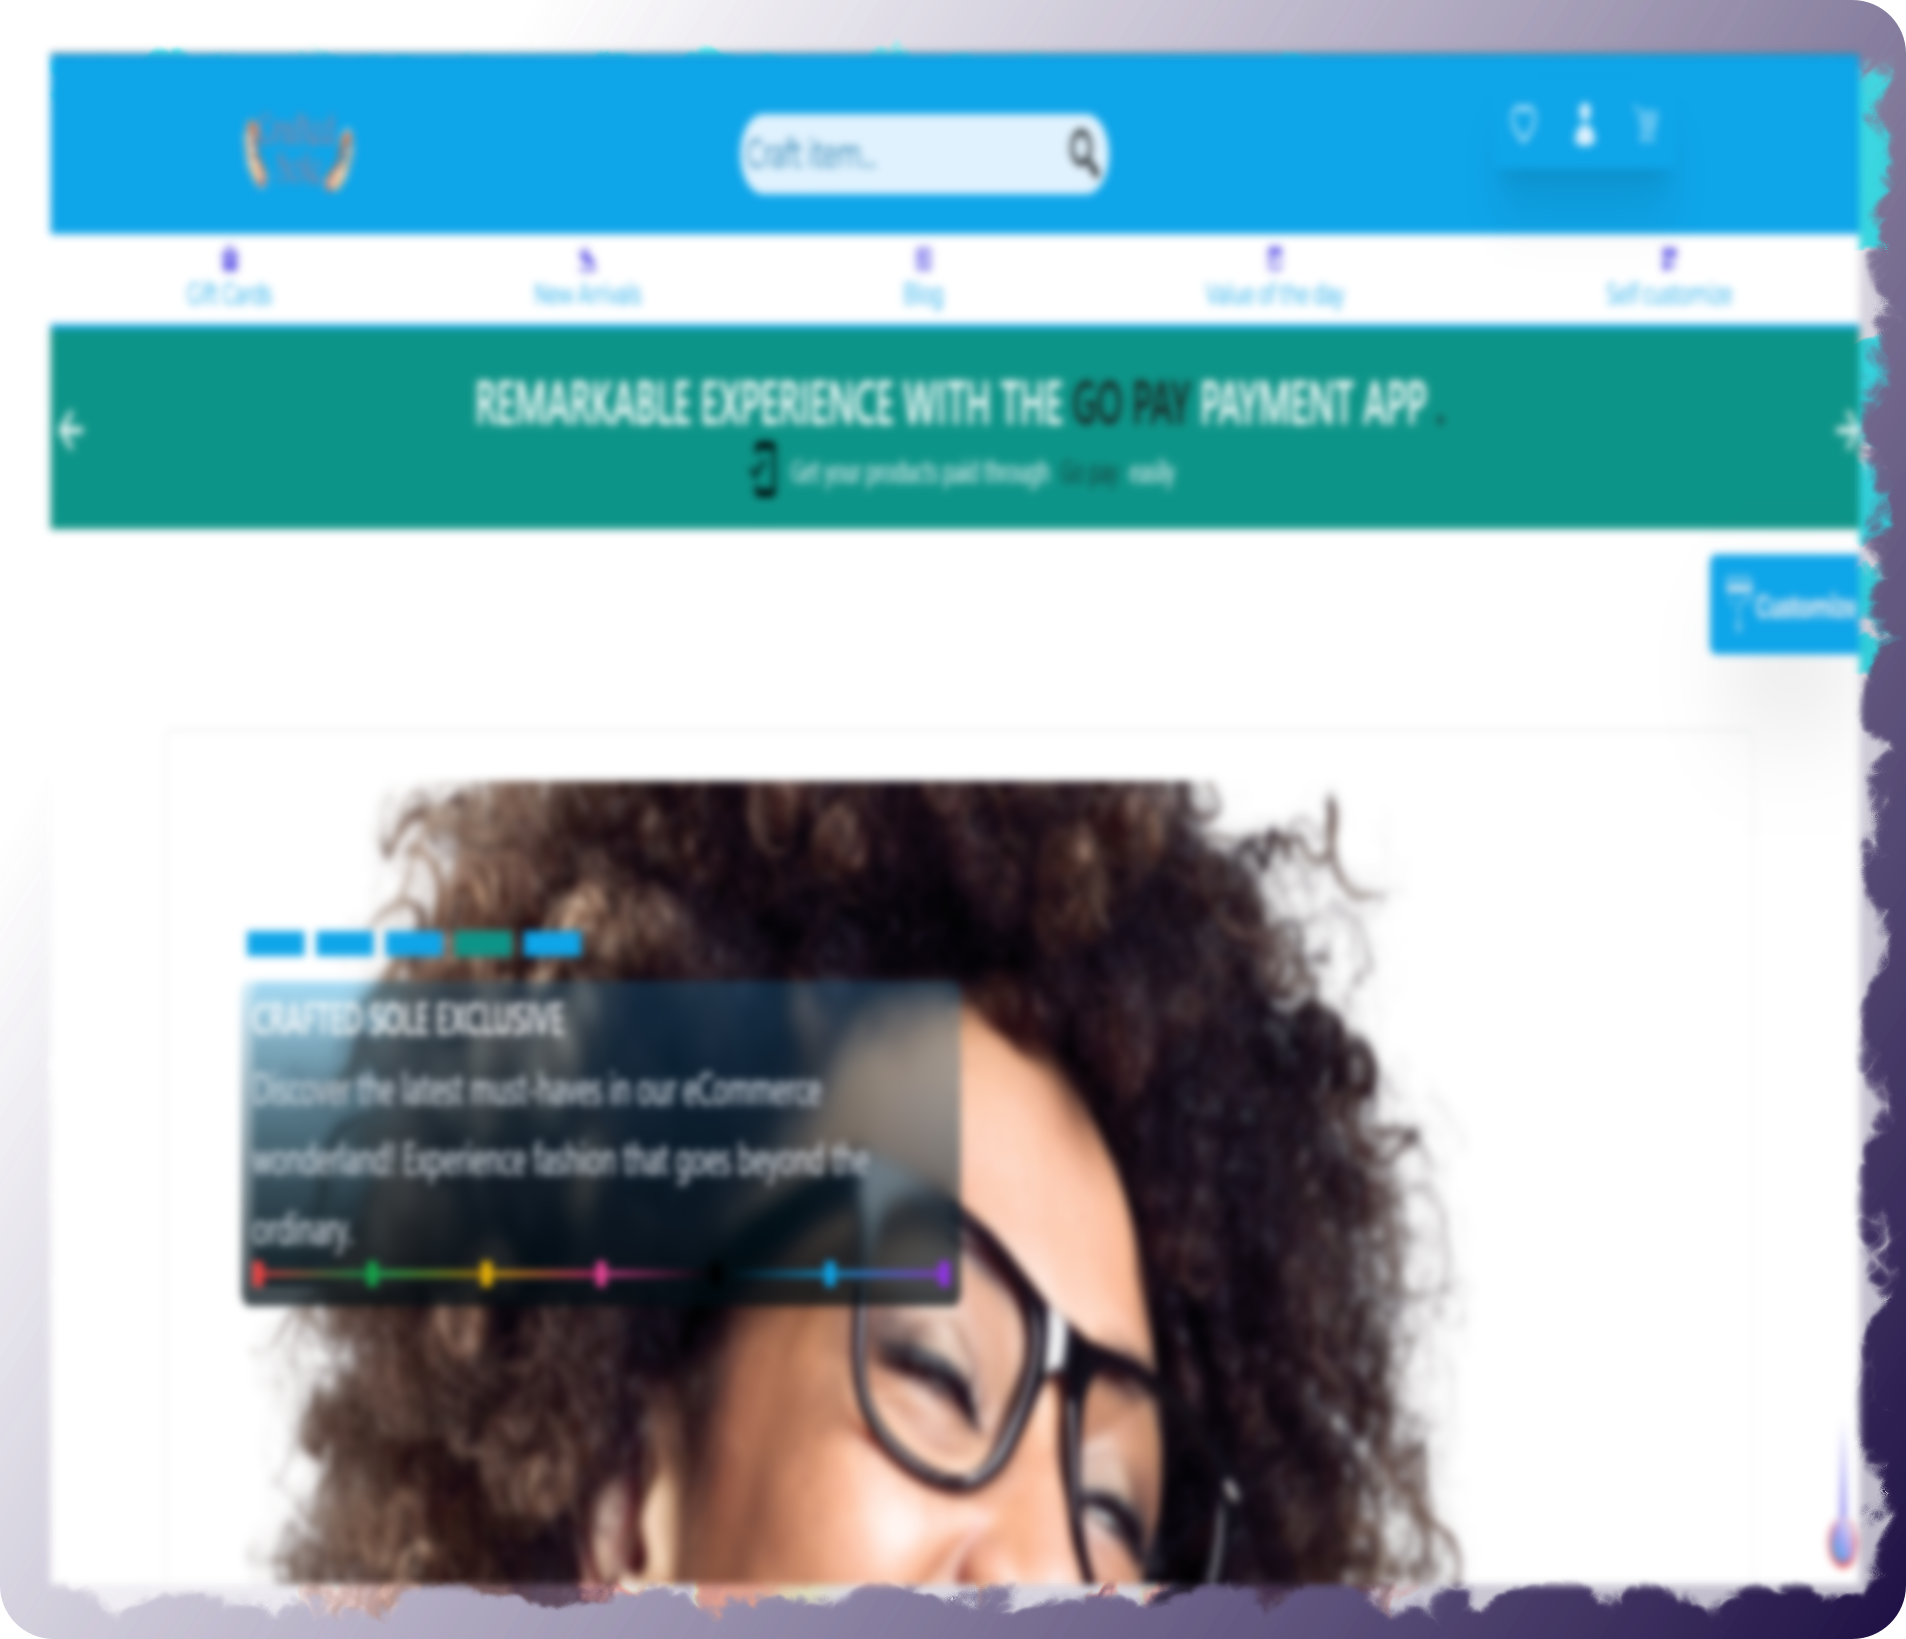 Crafted
Sole
Craft item...
Gift Cards
New Arrivals
Blog
Value of the day
Self customize
REMARKABLE EXPERIENCE WITH THE GO PAY PAYMENT APP .
Get your products paid through Go pay easily
Customize
CRAFTED SOLE EXCLUSIVE
Discover the latest must-haves in our eCommerce
wonderland! Experience fashion that goes beyond the
ordinary.